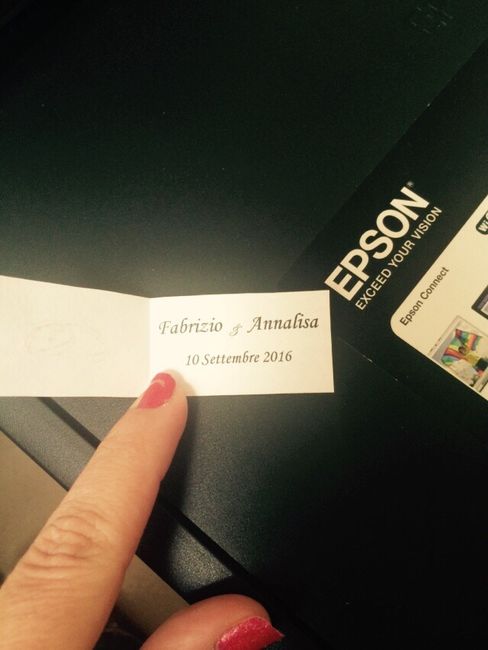 Fabrizio & Annalisa
10 Settembre 2016
EPSON
EXCEED YOUR VISION
Epson Connect